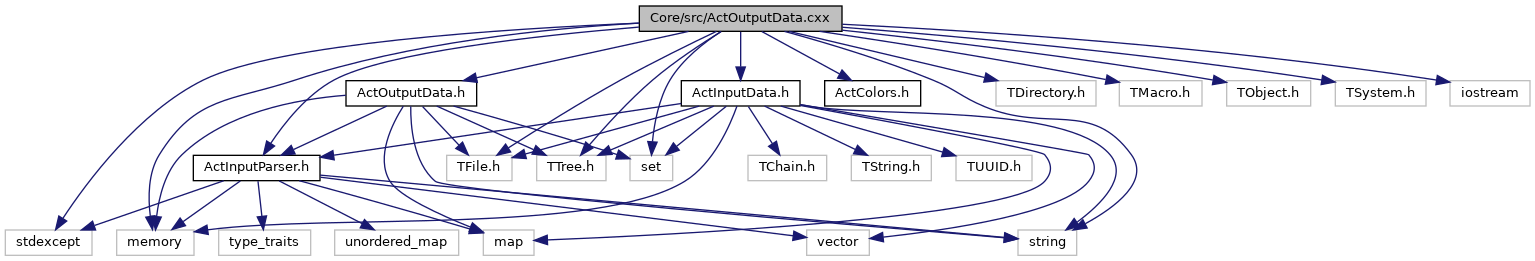 Core/src/ActOutputData.cxx
ActOutputData.h
ActInputData.h
ActColors.h
TDirectory.h
TMacro.h
TObject.h
TSystem.h
iostream
ActInputParser.h
TFile.h
TTree.h
set
TChain.h
TString.h
TUUID.h
stdexcept
memory
type_traits
unordered_map
map
vector
string